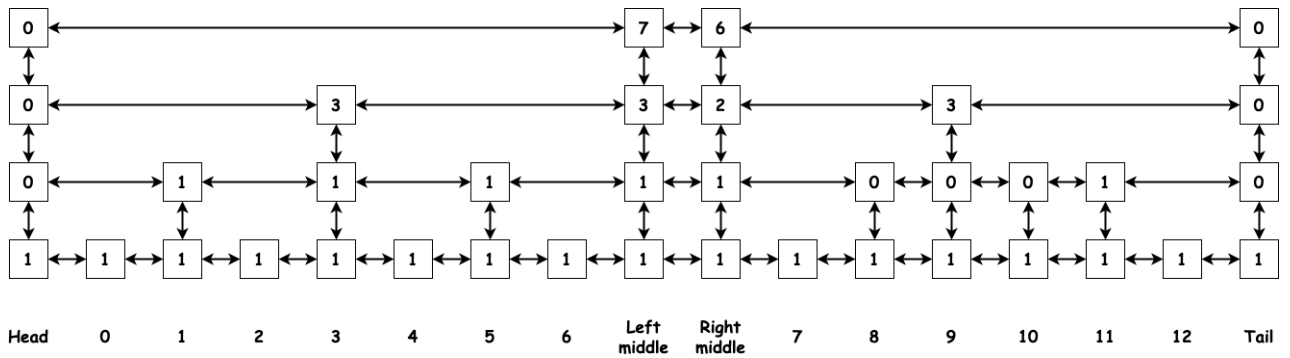 0 7 6 0
0 3 3 2 3 0
0 1 1 1 1 1 0 0 0 1 0
1 1 1 1 1 1 1 1 1 1 1 1 1 1 1 1 1
Head 0 1 2 3 4 5 6 Left middle Right middle 7 8 9 10 11 12 Tail